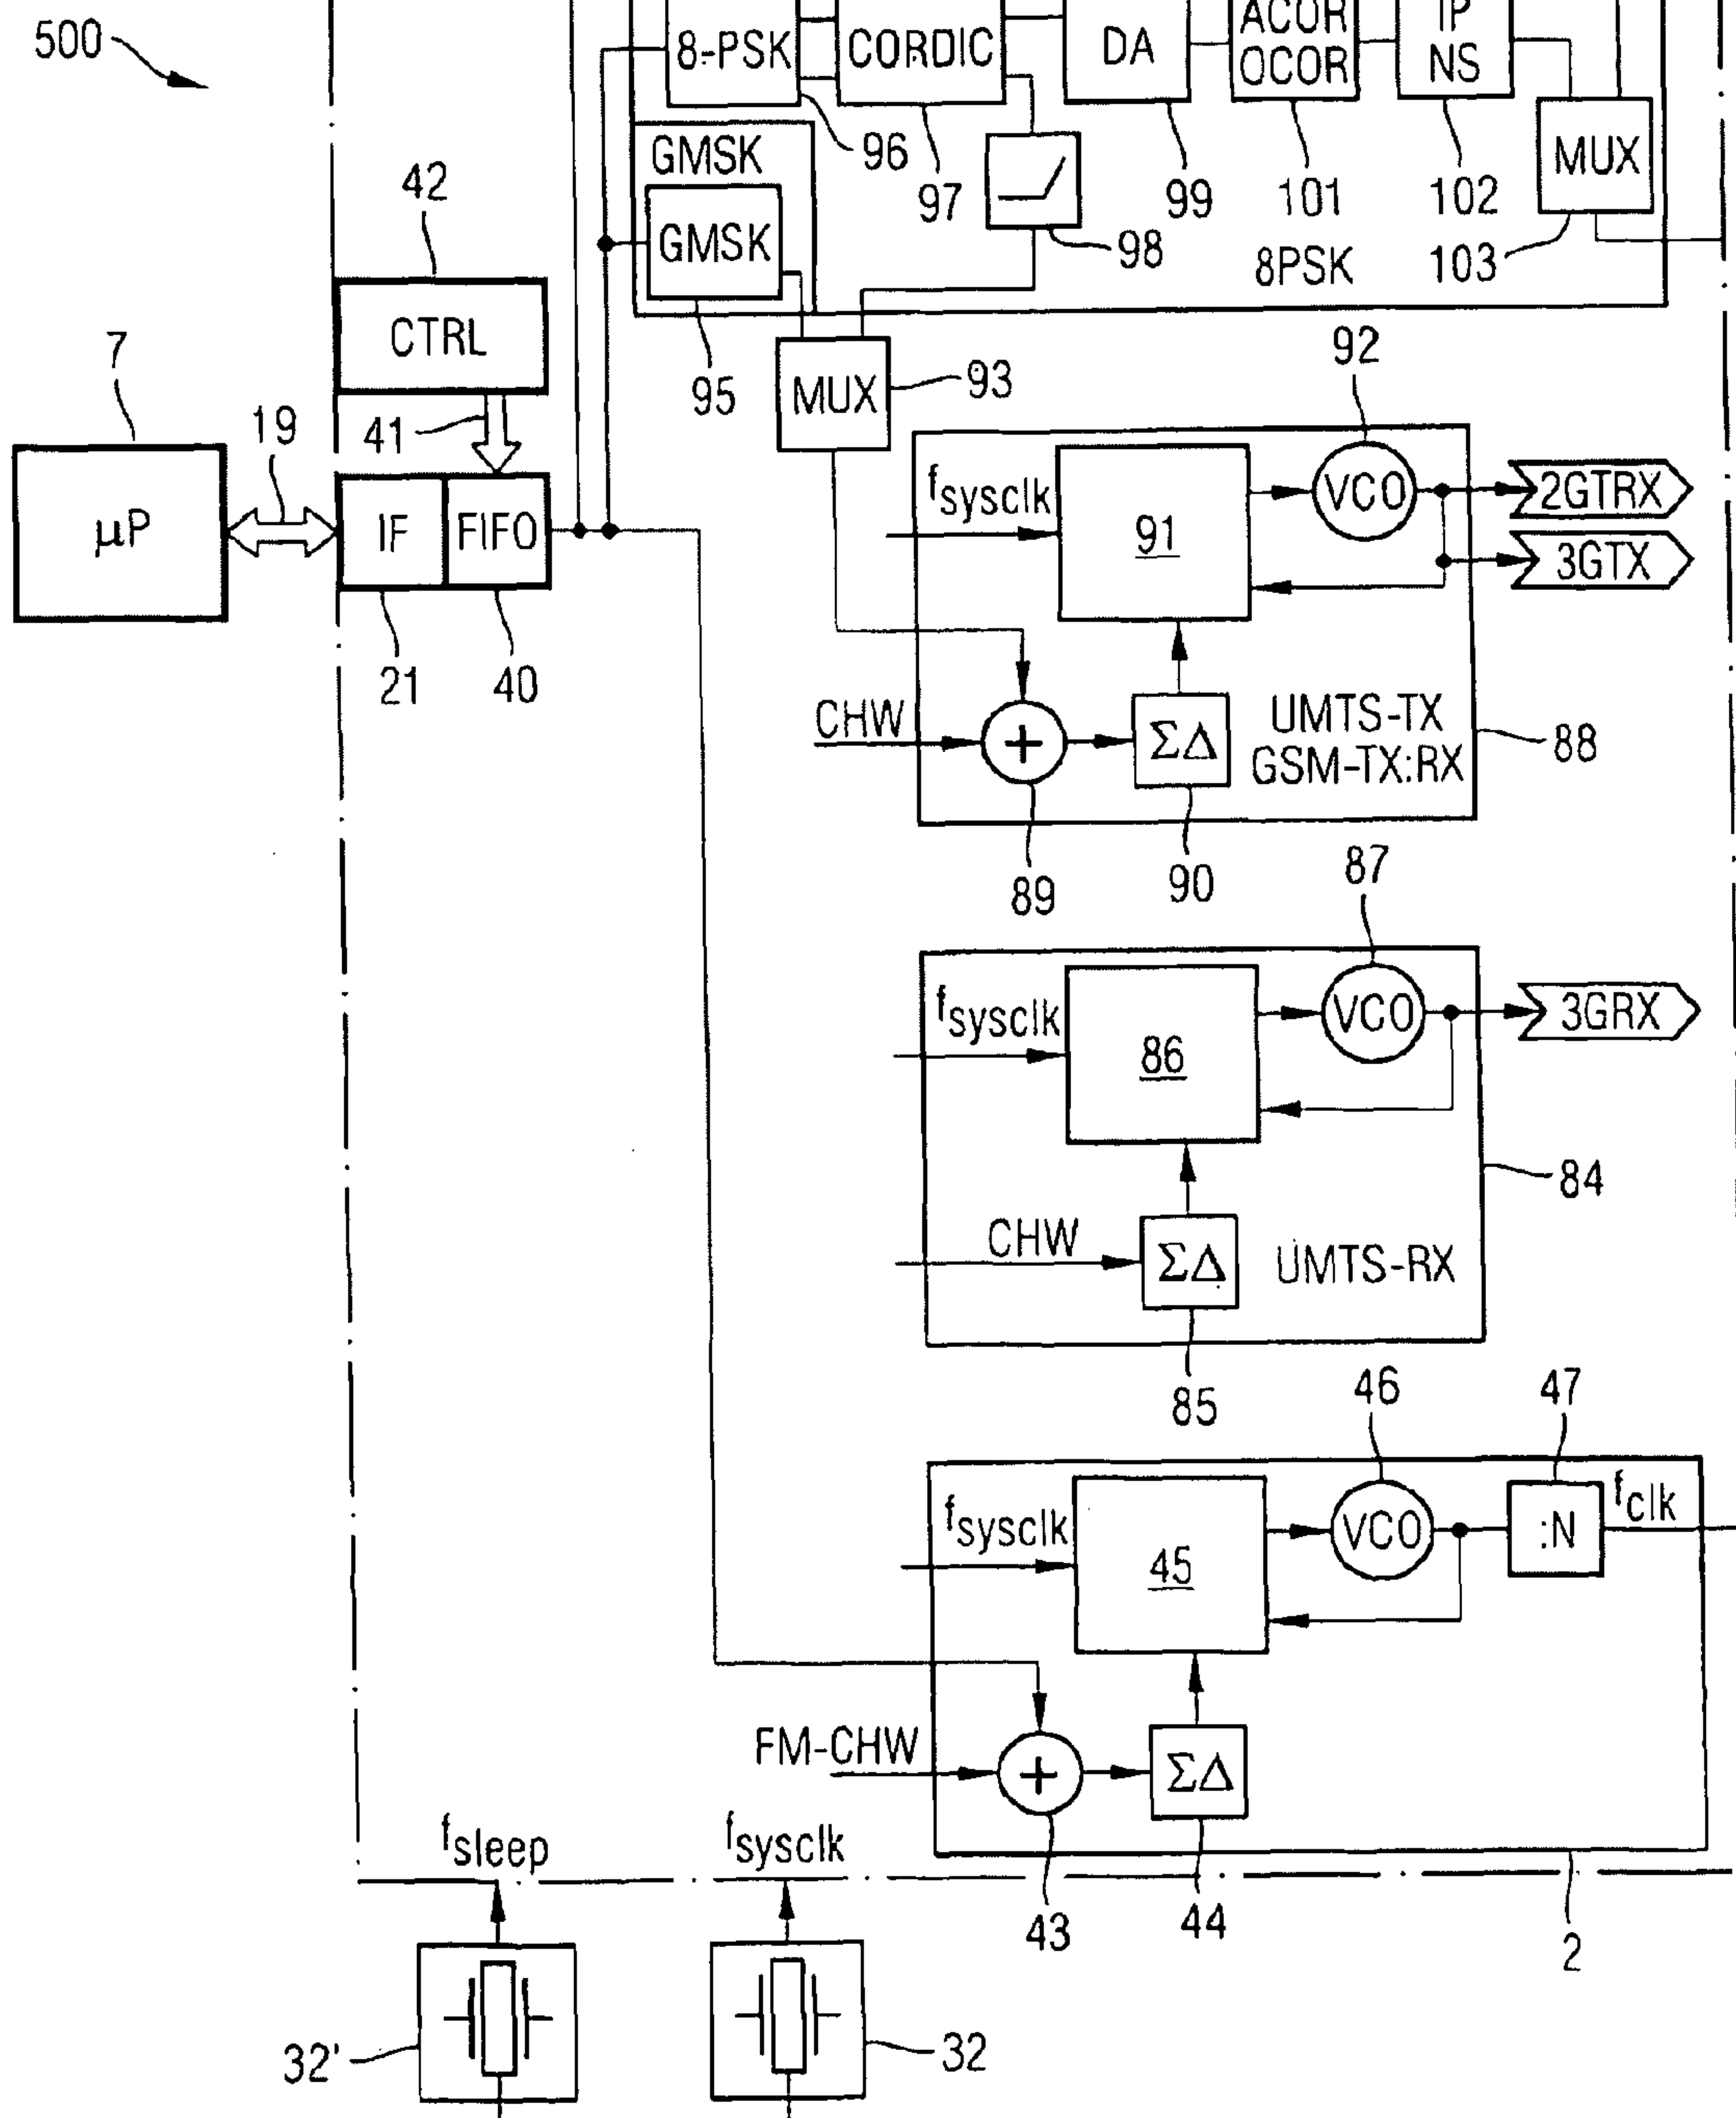 500
8-PSK
CORDIC
DA
ACOR
OCOR
IP
NS
96
97
99
101
102
MUX
GMSK
GMSK
98
8PSK
103
42
CTRL
95
MUX
93
7
19
41
µP
IF
FIFO
21
40
92
fsysclk
91
VCO
2GTRX
3GTX
CHW
+
ΣΔ
UMTS-TX
GSM-TX:RX
88
89
90
87
fsysclk
86
VCO
3GRX
84
CHW
ΣΔ
UMTS-RX
85
46
47
fsysclk
45
VCO
:N
fclk
FM-CHW
+
ΣΔ
fsleep
fsysclk
43
44
2
32'
32